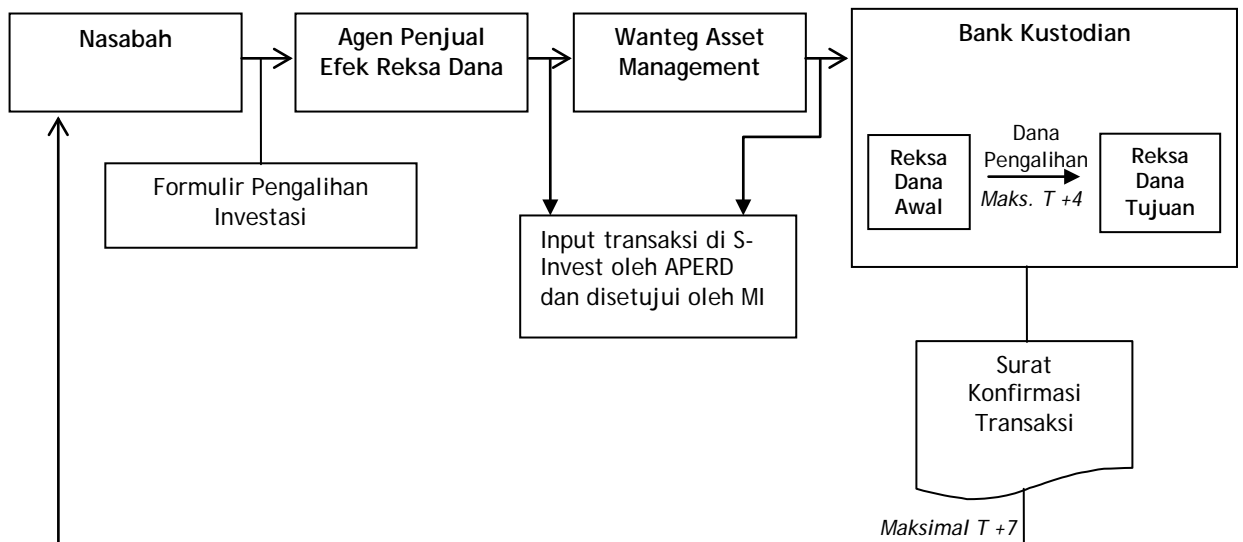 Nasabah
Agen Penjual
Efek Reksa Dana
Wanteg Asset
Management
Bank Kustodian
Reksa
Dana
Awal
Dana
Pengalihan
Maks. T +4
Reksa
Dana
Tujuan
Formulir Pengalihan
Investasi
Input transaksi di S-
Invest oleh APERD
dan disetujui oleh MI
Surat
Konfirmasi
Transaksi
Maksimal T +7